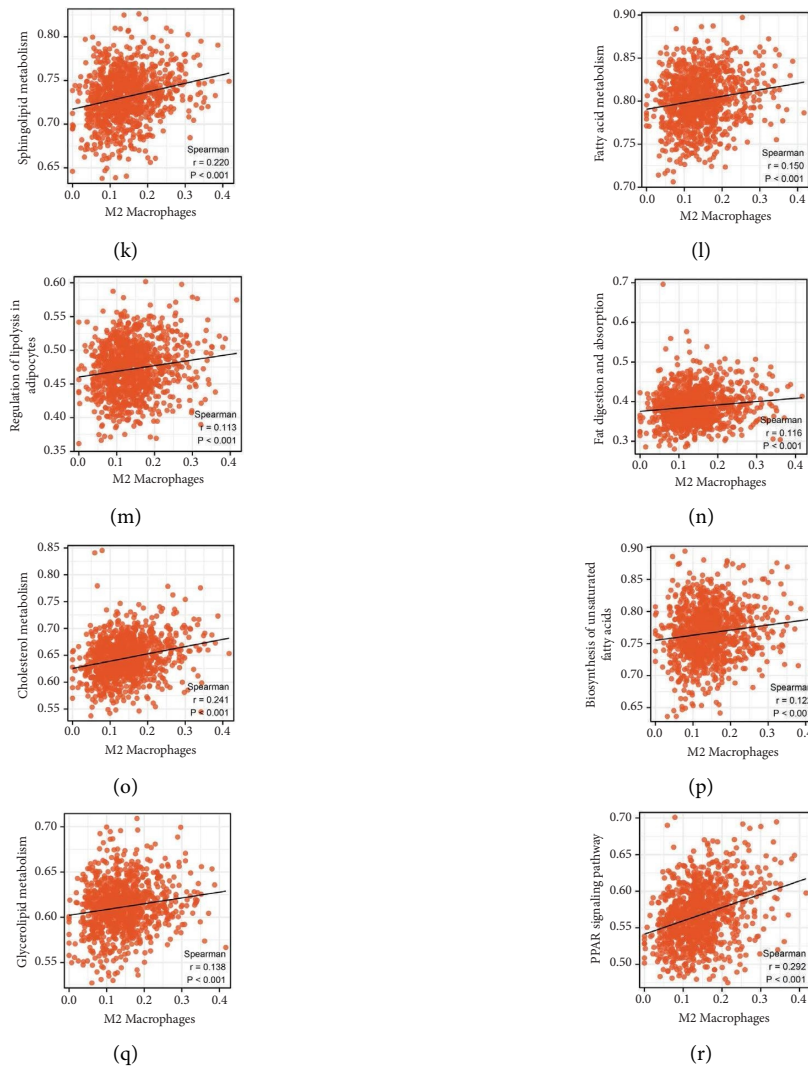 0.80
0.75
0.70
0.65
Sphingolipid metabolism
Spearman
r = 0.220
P < 0.001
0.0 0.1 0.2 0.3 0.4
M2 Macrophages
(k)
0.90
0.85
0.80
0.75
0.70
Fatty acid metabolism
Spearman
r = 0.150
P < 0.001
0.0 0.1 0.2 0.3 0.4
M2 Macrophages
(l)
0.60
0.55
0.50
0.45
0.40
0.35
Regulation of lipolysis in
adipocytes
Spearman
r = 0.113
P < 0.001
0.0 0.1 0.2 0.3 0.4
M2 Macrophages
(m)
0.7
0.6
0.5
0.4
0.3
Fat digestion and absorption
Spearman
r = 0.116
P < 0.001
0.0 0.1 0.2 0.3 0.4
M2 Macrophages
(n)
0.85
0.80
0.75
0.70
0.65
0.60
0.55
Cholesterol metabolism
Spearman
r = 0.241
P < 0.001
0.0 0.1 0.2 0.3 0.4
M2 Macrophages
(o)
0.90
0.85
0.80
0.75
0.70
0.65
Biosynthesis of unsaturated
fatty acids
Spearman
r = 0.122
P < 0.001
0.0 0.1 0.2 0.3 0.4
M2 Macrophages
(p)
0.70
0.65
0.60
0.55
Glycerolipid metabolism
Spearman
r = 0.138
P < 0.001
0.0 0.1 0.2 0.3 0.4
M2 Macrophages
(q)
0.70
0.65
0.60
0.55
0.50
PPAR signaling pathway
Spearman
r = 0.292
P < 0.001
0.0 0.1 0.2 0.3 0.4
M2 Macrophages
(r)